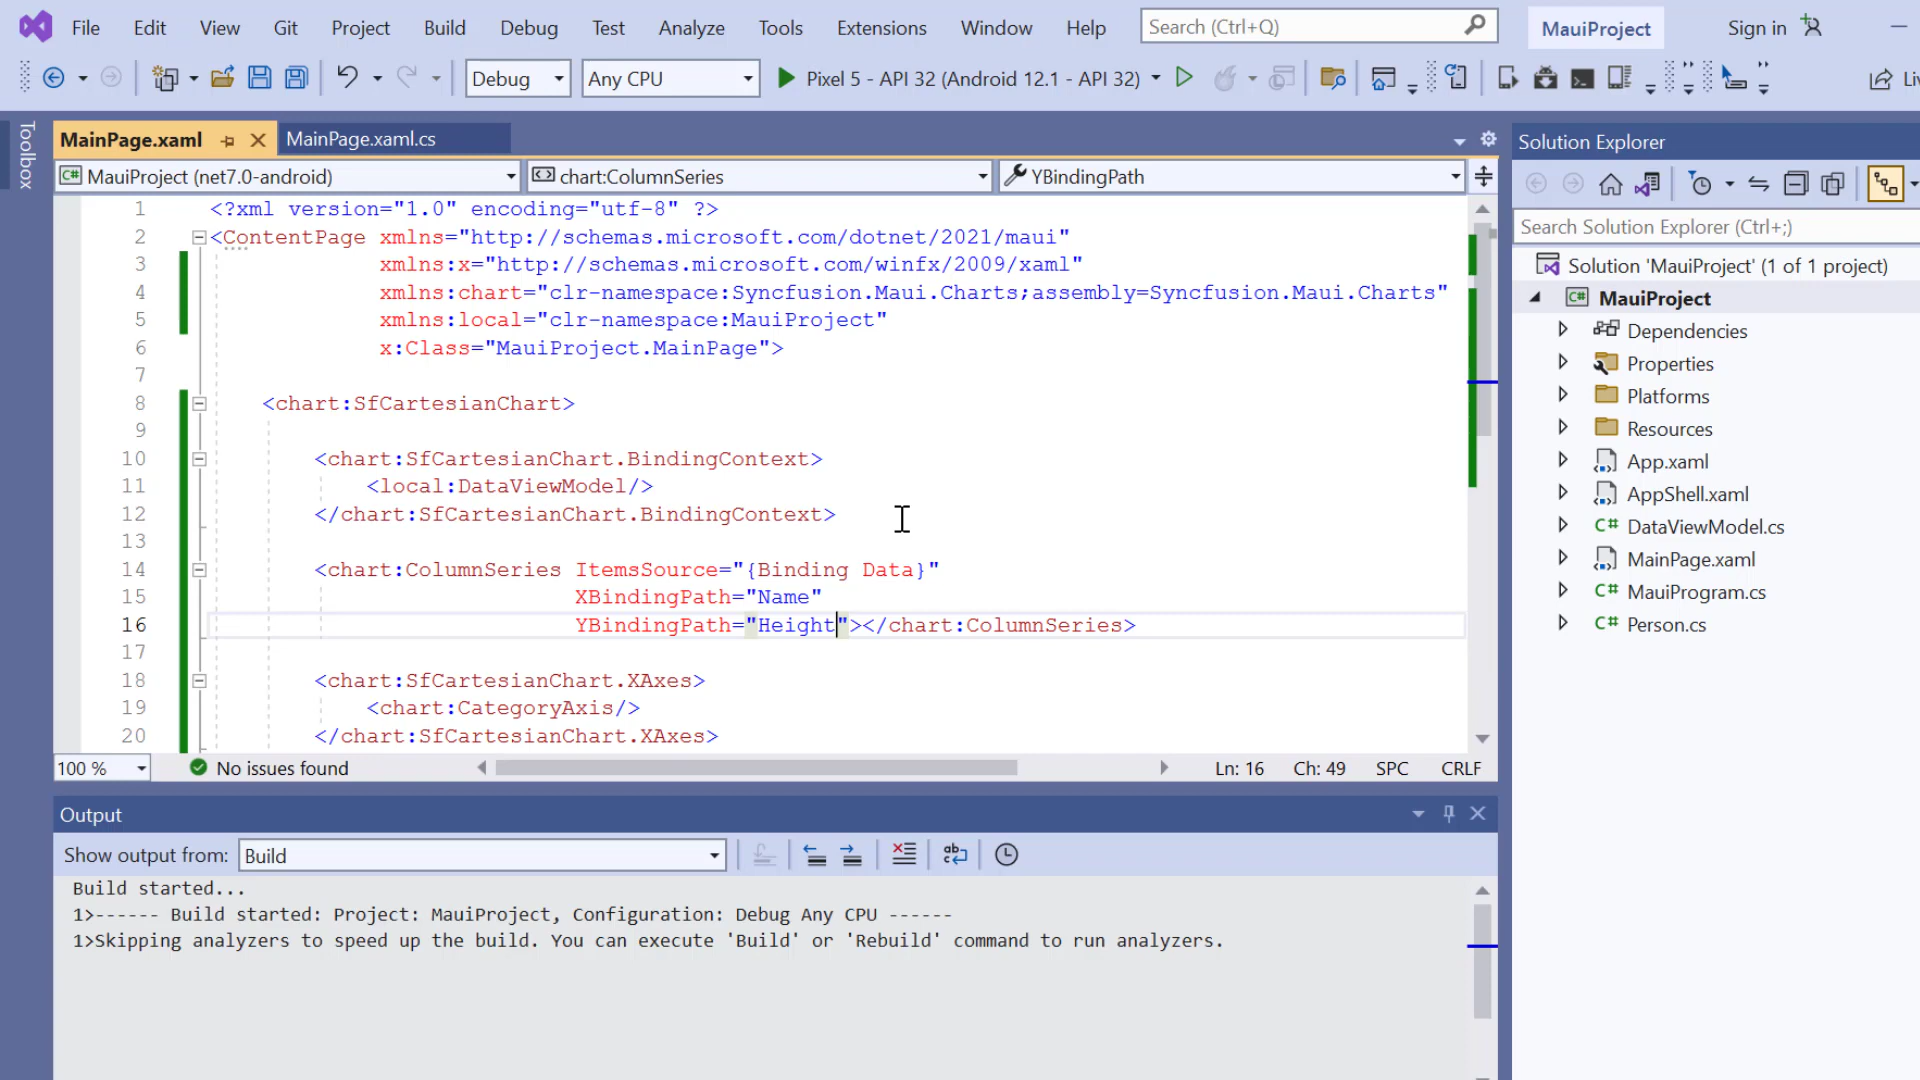 File Edit View Git Project Build Debug Test Analyze Tools Extensions Window Help Search (Ctrl+Q) MauiProject Sign in
Debug Any CPU Pixel 5 - API 32 (Android 12.1 - API 32)
Toolbox
MainPage.xaml MainPage.xaml.cs
MauiProject (net7.0-android) chart:ColumnSeries YBindingPath
1 <?xml version="1.0" encoding="utf-8" ?>
2 <ContentPage xmlns="http://schemas.microsoft.com/dotnet/2021/maui"
3 xmlns:x="http://schemas.microsoft.com/winfx/2009/xaml"
4 xmlns:chart="clr-namespace:Syncfusion.Maui.Charts;assembly=Syncfusion.Maui.Charts"
5 xmlns:local="clr-namespace:MauiProject"
6 x:Class="MauiProject.MainPage">
7
8 <chart:SfCartesianChart>
9
10 <chart:SfCartesianChart.BindingContext>
11 <local:DataViewModel/>
12 </chart:SfCartesianChart.BindingContext>
13
14 <chart:ColumnSeries ItemsSource="{Binding Data}"
15 XBindingPath="Name"
16 YBindingPath="Height"></chart:ColumnSeries>
17
18 <chart:SfCartesianChart.XAxes>
19 <chart:CategoryAxis/>
20 </chart:SfCartesianChart.XAxes>
100 % No issues found Ln: 16 Ch: 49 SPC CRLF
Output
Show output from: Build
Build started...
1>------ Build started: Project: MauiProject, Configuration: Debug Any CPU ------
1>Skipping analyzers to speed up the build. You can execute 'Build' or 'Rebuild' command to run analyzers.
Solution Explorer
Search Solution Explorer (Ctrl+;)
Solution 'MauiProject' (1 of 1 project)
C# MauiProject
Dependencies
Properties
Platforms
Resources
App.xaml
AppShell.xaml
C# DataViewModel.cs
MainPage.xaml
C# MauiProgram.cs
C# Person.cs